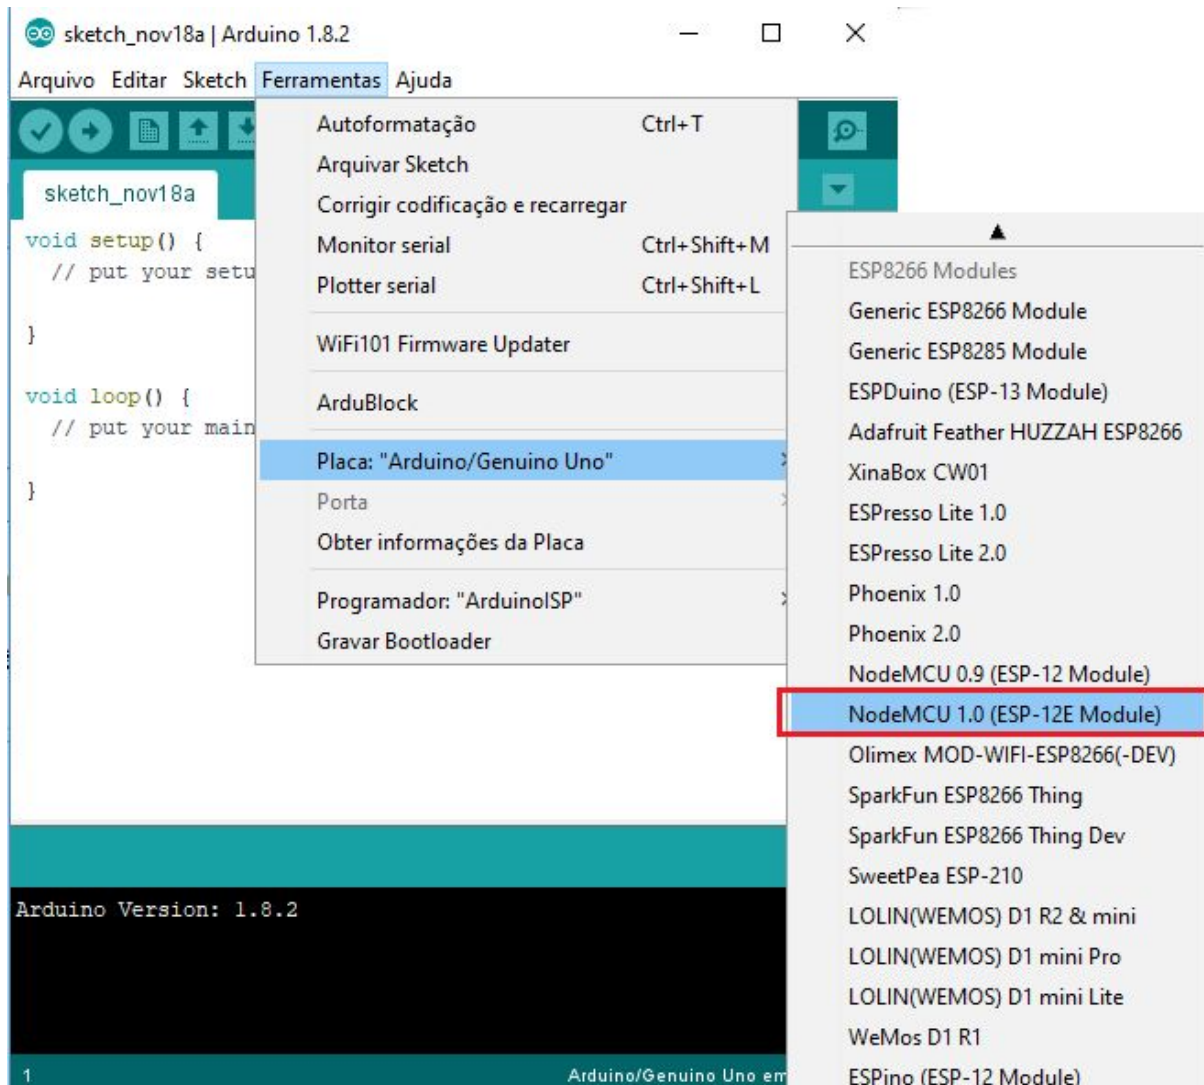 sketch_nov18a | Arduino 1.8.2
Arquivo Editar Sketch Ferramentas Ajuda
sketch_nov18a
void setup() {
// put your setu
}
void loop() {
// put your main
}
Autoformatação Ctrl+T
Arquivar Sketch
Corrigir codificação e recarregar
Monitor serial Ctrl+Shift+M
Plotter serial Ctrl+Shift+L
WiFi101 Firmware Updater
ArduBlock
Placa: "Arduino/Genuino Uno"
Porta
Obter informações da Placa
Programador: "ArduinoISP"
Gravar Bootloader
ESP8266 Modules
Generic ESP8266 Module
Generic ESP8285 Module
ESPDuino (ESP-13 Module)
Adafruit Feather HUZZAH ESP8266
XinaBox CW01
ESPresso Lite 1.0
ESPresso Lite 2.0
Phoenix 1.0
Phoenix 2.0
NodeMCU 0.9 (ESP-12 Module)
NodeMCU 1.0 (ESP-12E Module)
Olimex MOD-WIFI-ESP8266(-DEV)
SparkFun ESP8266 Thing
SparkFun ESP8266 Thing Dev
SweetPea ESP-210
LOLIN(WEMOS) D1 R2 & mini
LOLIN(WEMOS) D1 mini Pro
LOLIN(WEMOS) D1 mini Lite
WeMos D1 R1
ESPino (ESP-12 Module)
Arduino Version: 1.8.2
1 Arduino/Genuino Uno em